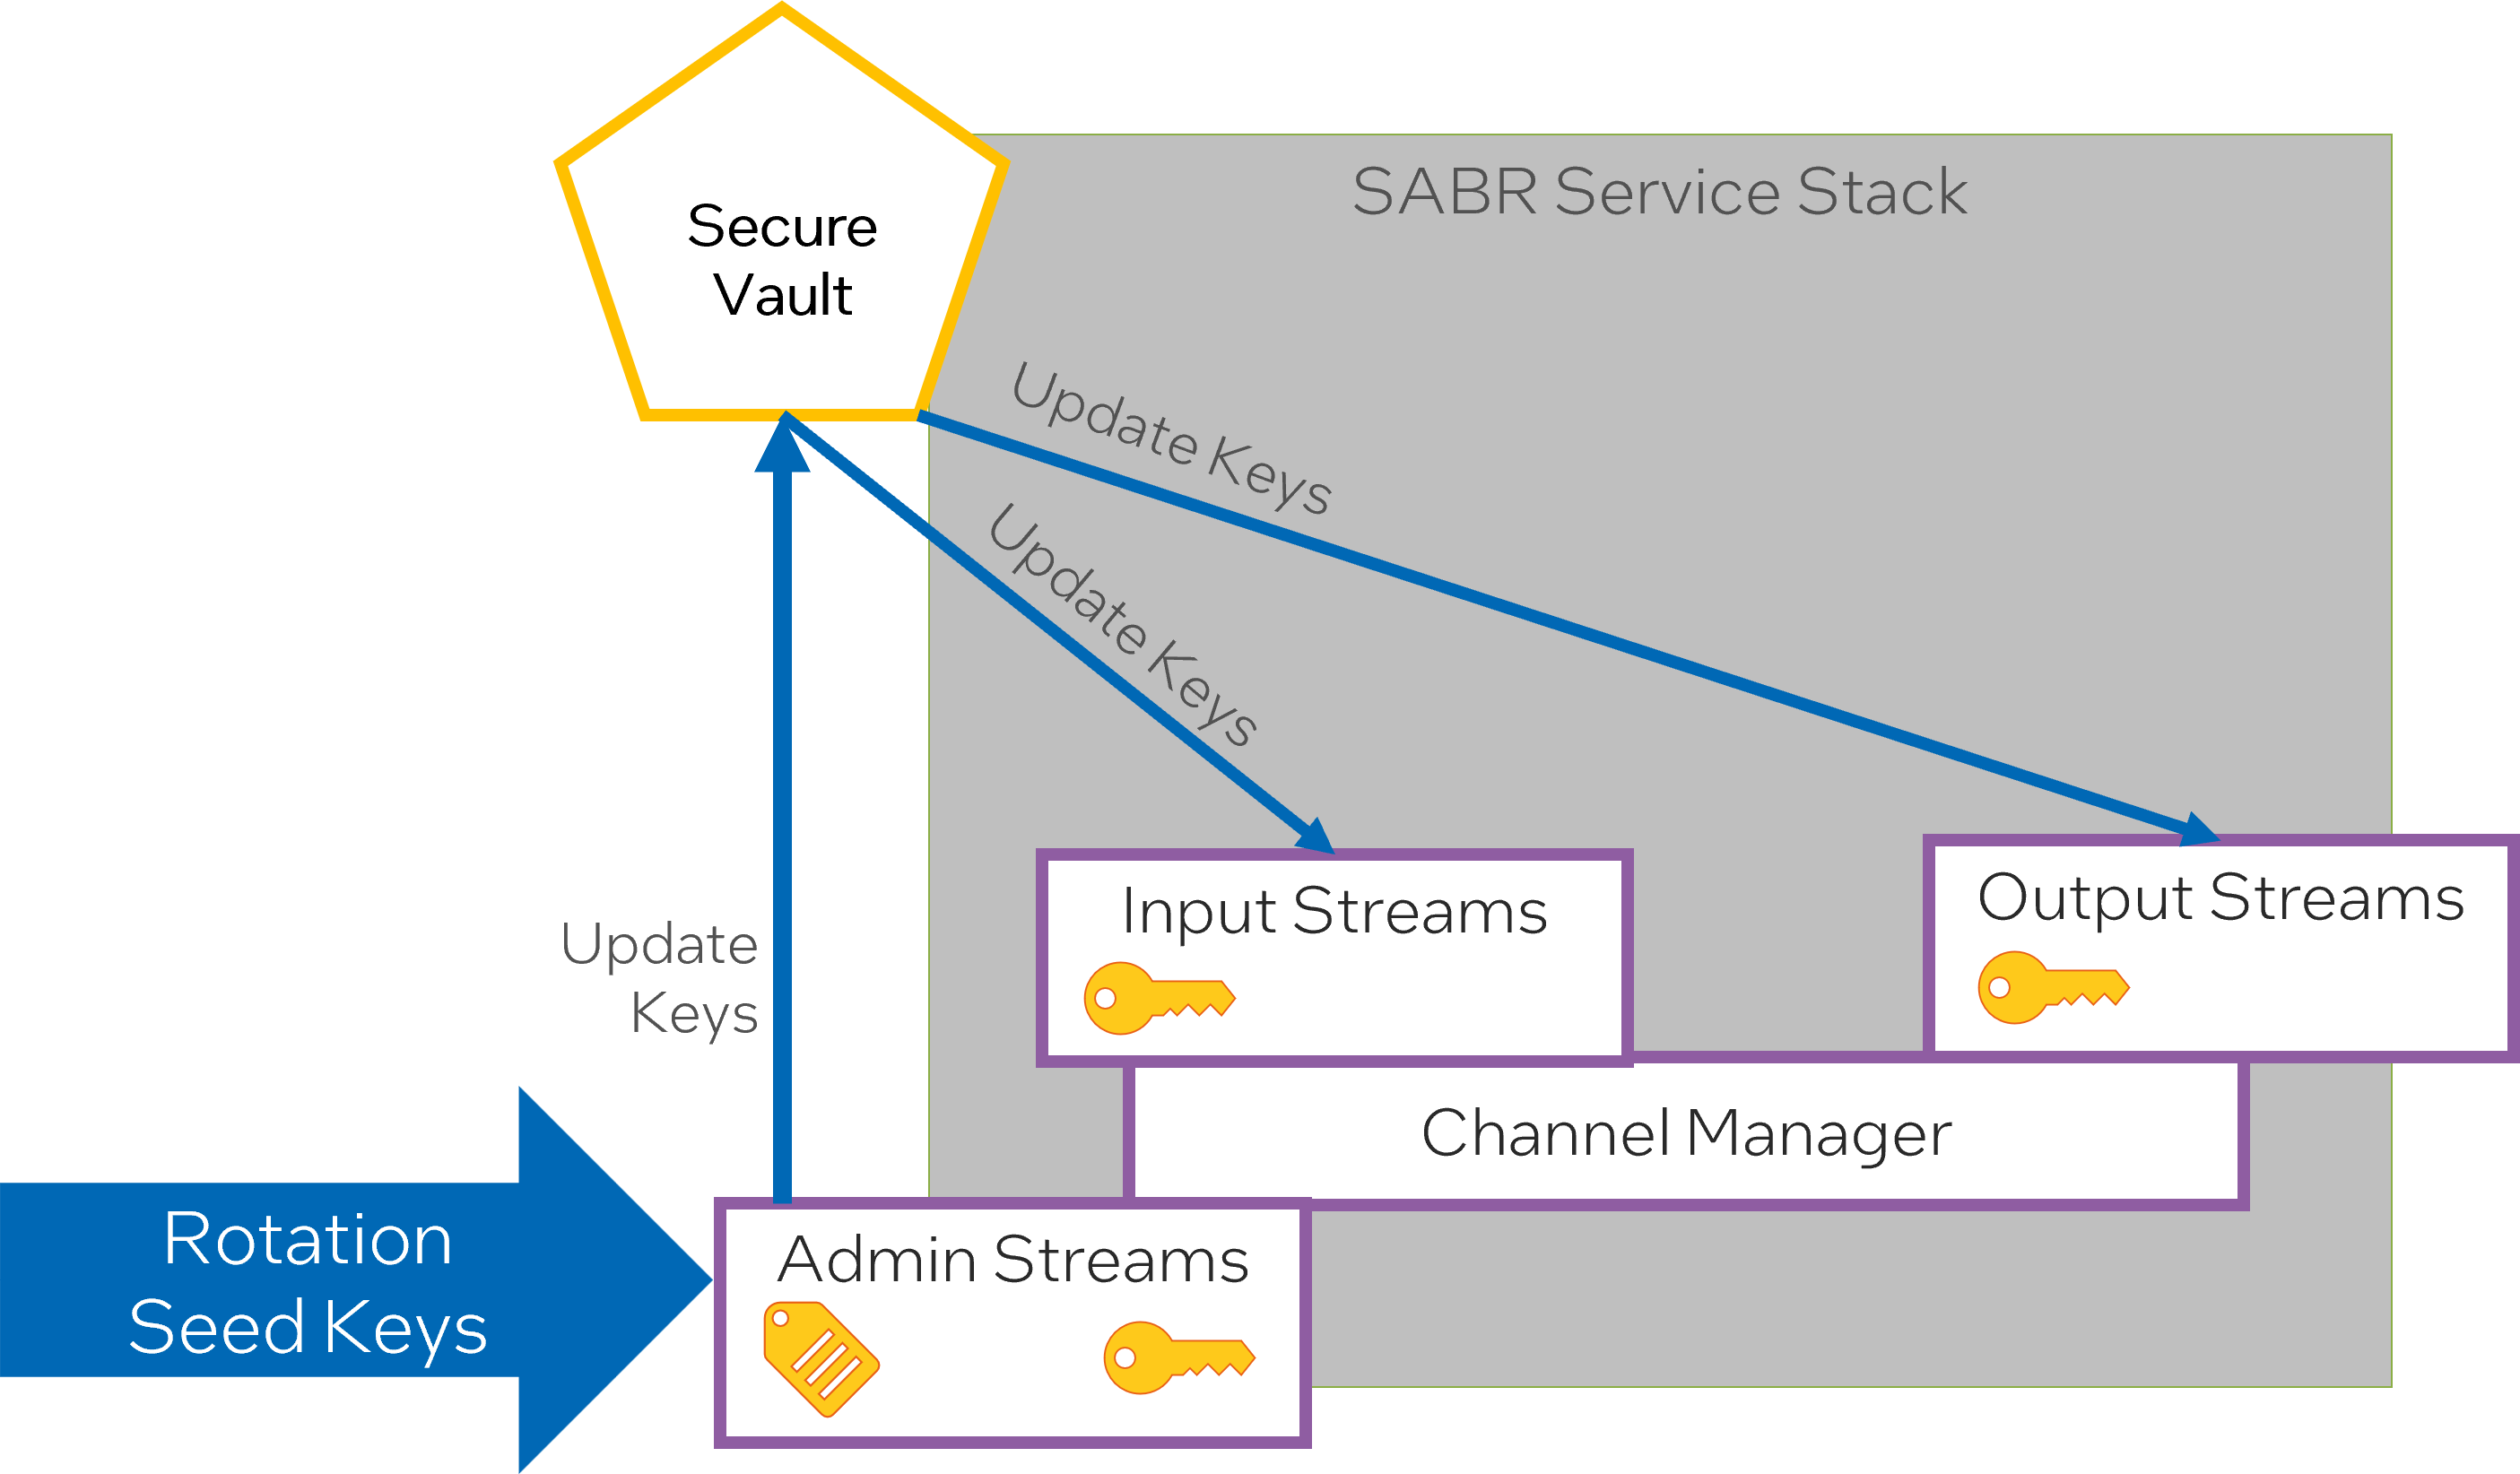 SABR Service Stack
Secure
Vault
Update Keys
Update Keys
Input Streams
Output Streams
Update
Keys
Channel Manager
Rotation
Seed Keys
Admin Streams